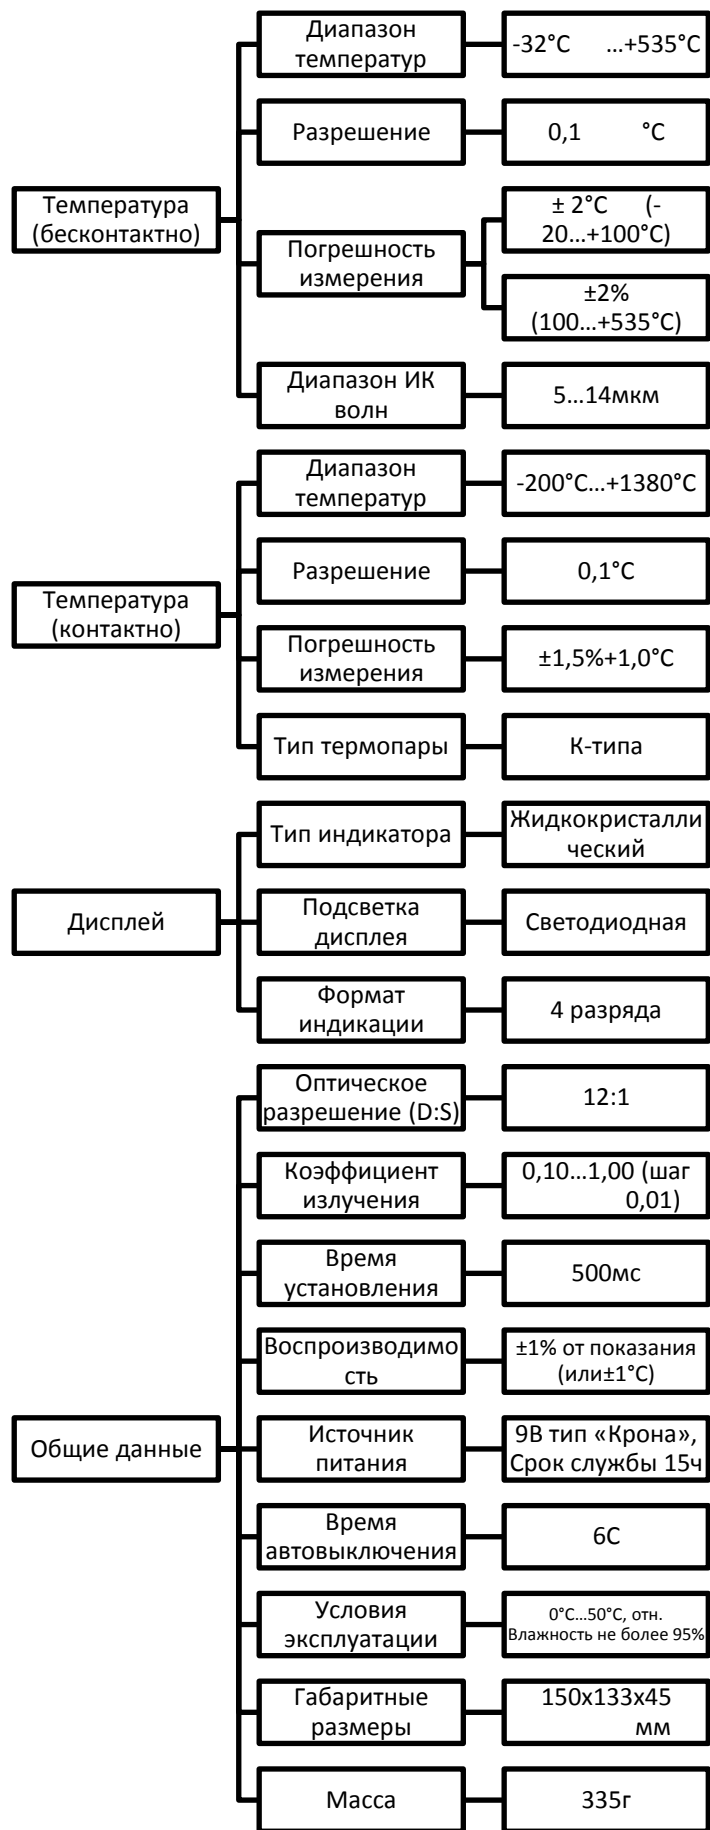 Температура
(бесконтактно)
Диапазон
температур
-32°C ...+535°C
Разрешение
0,1 °C
Погрешность
измерения
± 2°C (-
20...+100°C)
±2%
(100...+535°C)
Диапазон ИК
волн
5...14мкм
Температура
(контактно)
Диапазон
температур
-200°C...+1380°C
Разрешение
0,1°C
Погрешность
измерения
±1,5%+1,0°C
Тип термопары
К-типа
Дисплей
Тип индикатора
Жидкокристалли
ческий
Подсветка
дисплея
Светодиодная
Формат
индикации
4 разряда
Общие данные
Оптическое
разрешение (D:S)
12:1
Коэффициент
излучения
0,10...1,00 (шаг
0,01)
Время
установления
500мс
Воспроизводимо
сть
±1% от показания
(или±1°C)
Источник
питания
9В тип «Крона»,
Срок службы 15ч
Время
автовыключения
6С
Условия
эксплуатации
0°C...50°C, отн.
Влажность не более 95%
Габаритные
размеры
150х133х45
мм
Масса
335г